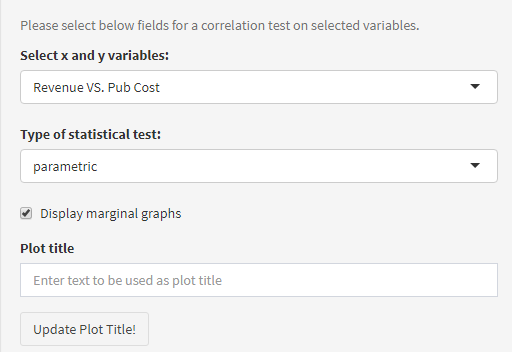 Please select below fields for a correlation test on selected variables.
Select x and y variables:
Revenue VS. Pub Cost
Type of statistical test:
parametric
Display marginal graphs
Plot title
Enter text to be used as plot title
Update Plot Title!